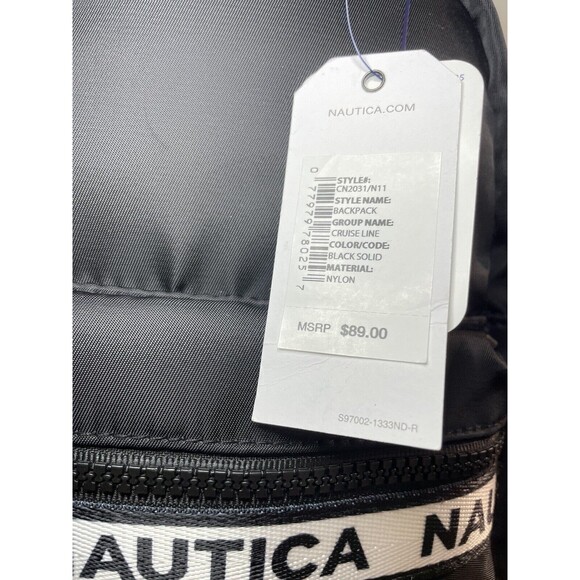 NAUTICA.COM
STYLE#:
CN2031/N11
STYLE NAME:
BACKPACK
GROUP NAME:
CRUISE LINE
COLOR/CODE:
BLACK SOLID
MATERIAL:
NYLON
0 77979 78025 7
MSRP $89.00
S97002-1333ND-R
NAUTICA NAU